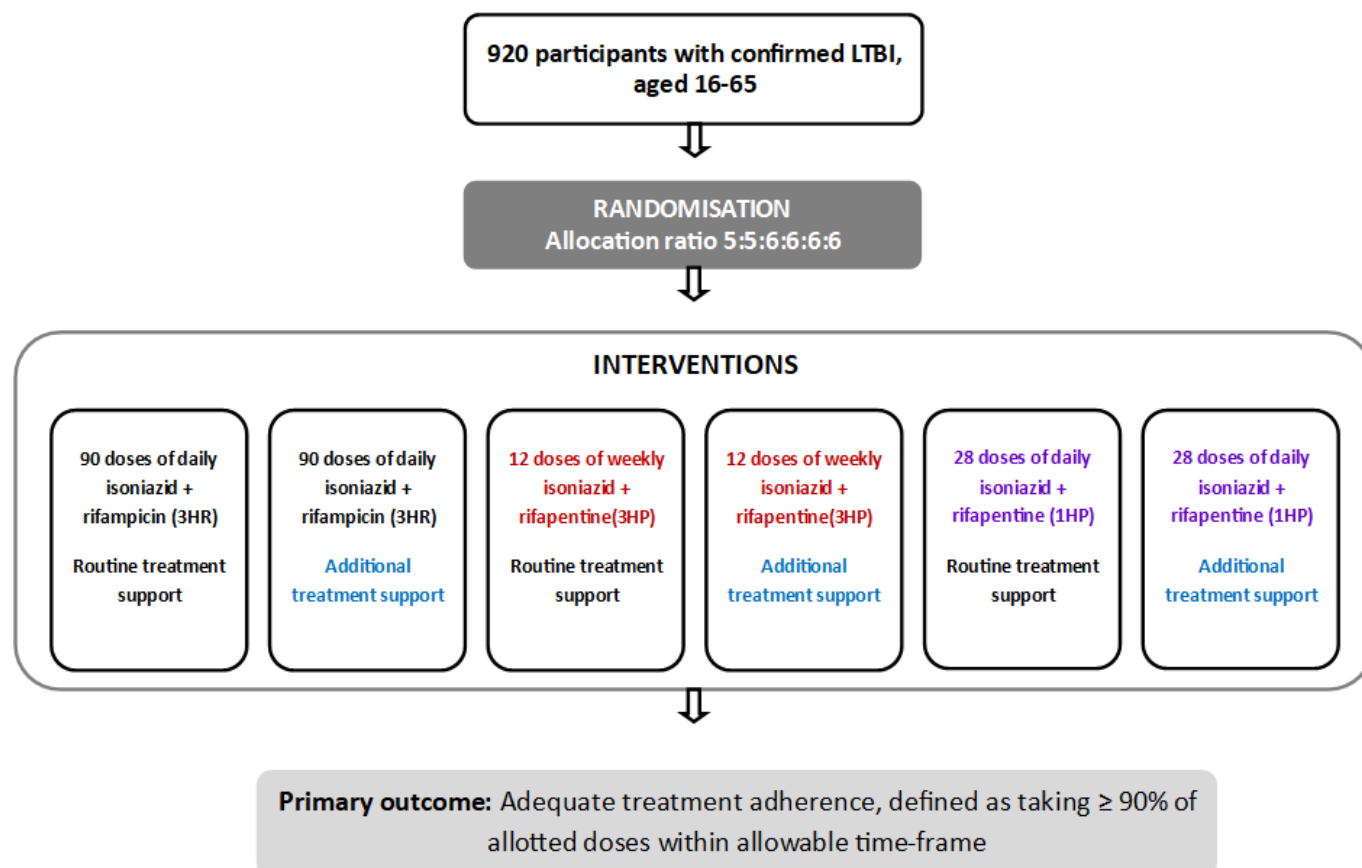 920 participants with confirmed LTBI,
aged 16-65
RANDOMISATION
Allocation ratio 5:5:6:6:6:6
INTERVENTIONS
90 doses of daily
isoniazid +
rifampicin (3HR)
Routine treatment
support
90 doses of daily
isoniazid +
rifampicin (3HR)
Additional
treatment support
12 doses of weekly
isoniazid +
rifapentine(3HP)
Routine treatment
support
12 doses of weekly
isoniazid +
rifapentine(3HP)
Additional
treatment support
28 doses of daily
isoniazid +
rifapentine (1HP)
Routine treatment
support
28 doses of daily
isoniazid +
rifapentine (1HP)
Additional
treatment support
Primary outcome: Adequate treatment adherence, defined as taking ≥ 90% of
allotted doses within allowable time-frame